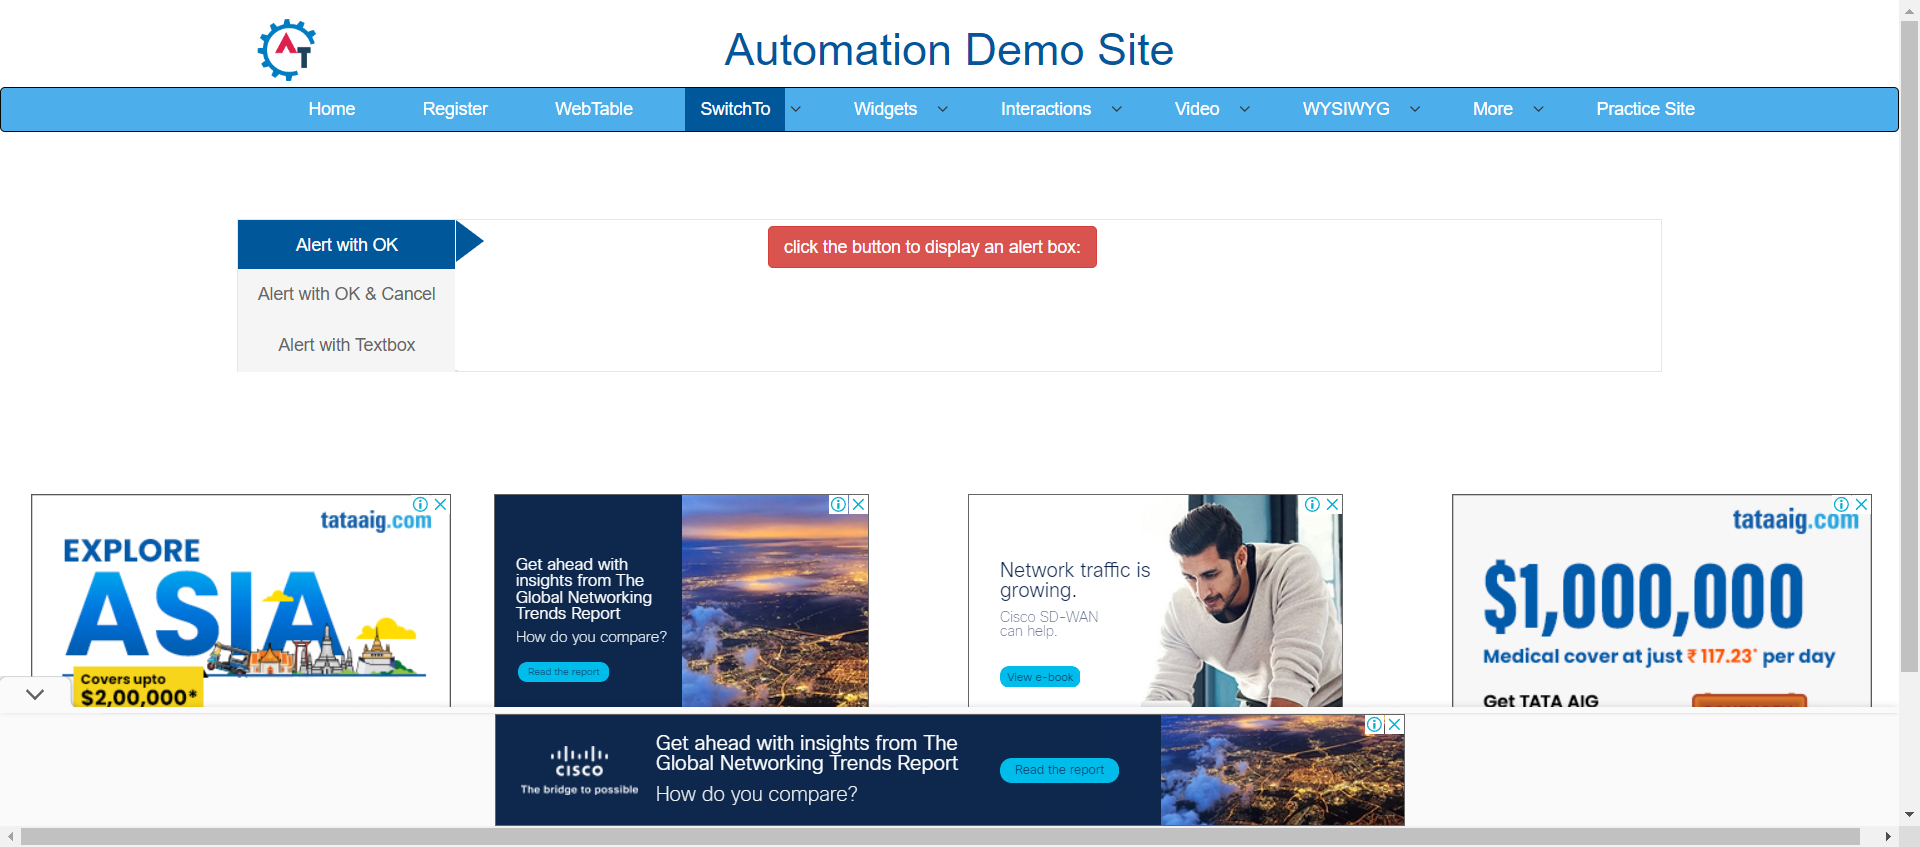 AT
Automation Demo Site
Home Register WebTable SwitchTo Widgets Interactions Video WYSIWYG More Practice Site
Alert with OK
click the button to display an alert box:
Alert with OK & Cancel
Alert with Textbox
tataaig.com
EXPLORE
ASIA
Covers upto
$2,00,000*
Get ahead with
insights from The
Global Networking
Trends Report
How do you compare?
Read the report
Network traffic is
growing.
Cisco SD-WAN
can help.
View e-book
tataaig.com
$1,000,000
Medical cover at just ₹ 117.23* per day
Get TATA AIG
CISCO
The bridge to possible
Get ahead with insights from The
Global Networking Trends Report
How do you compare?
Read the report